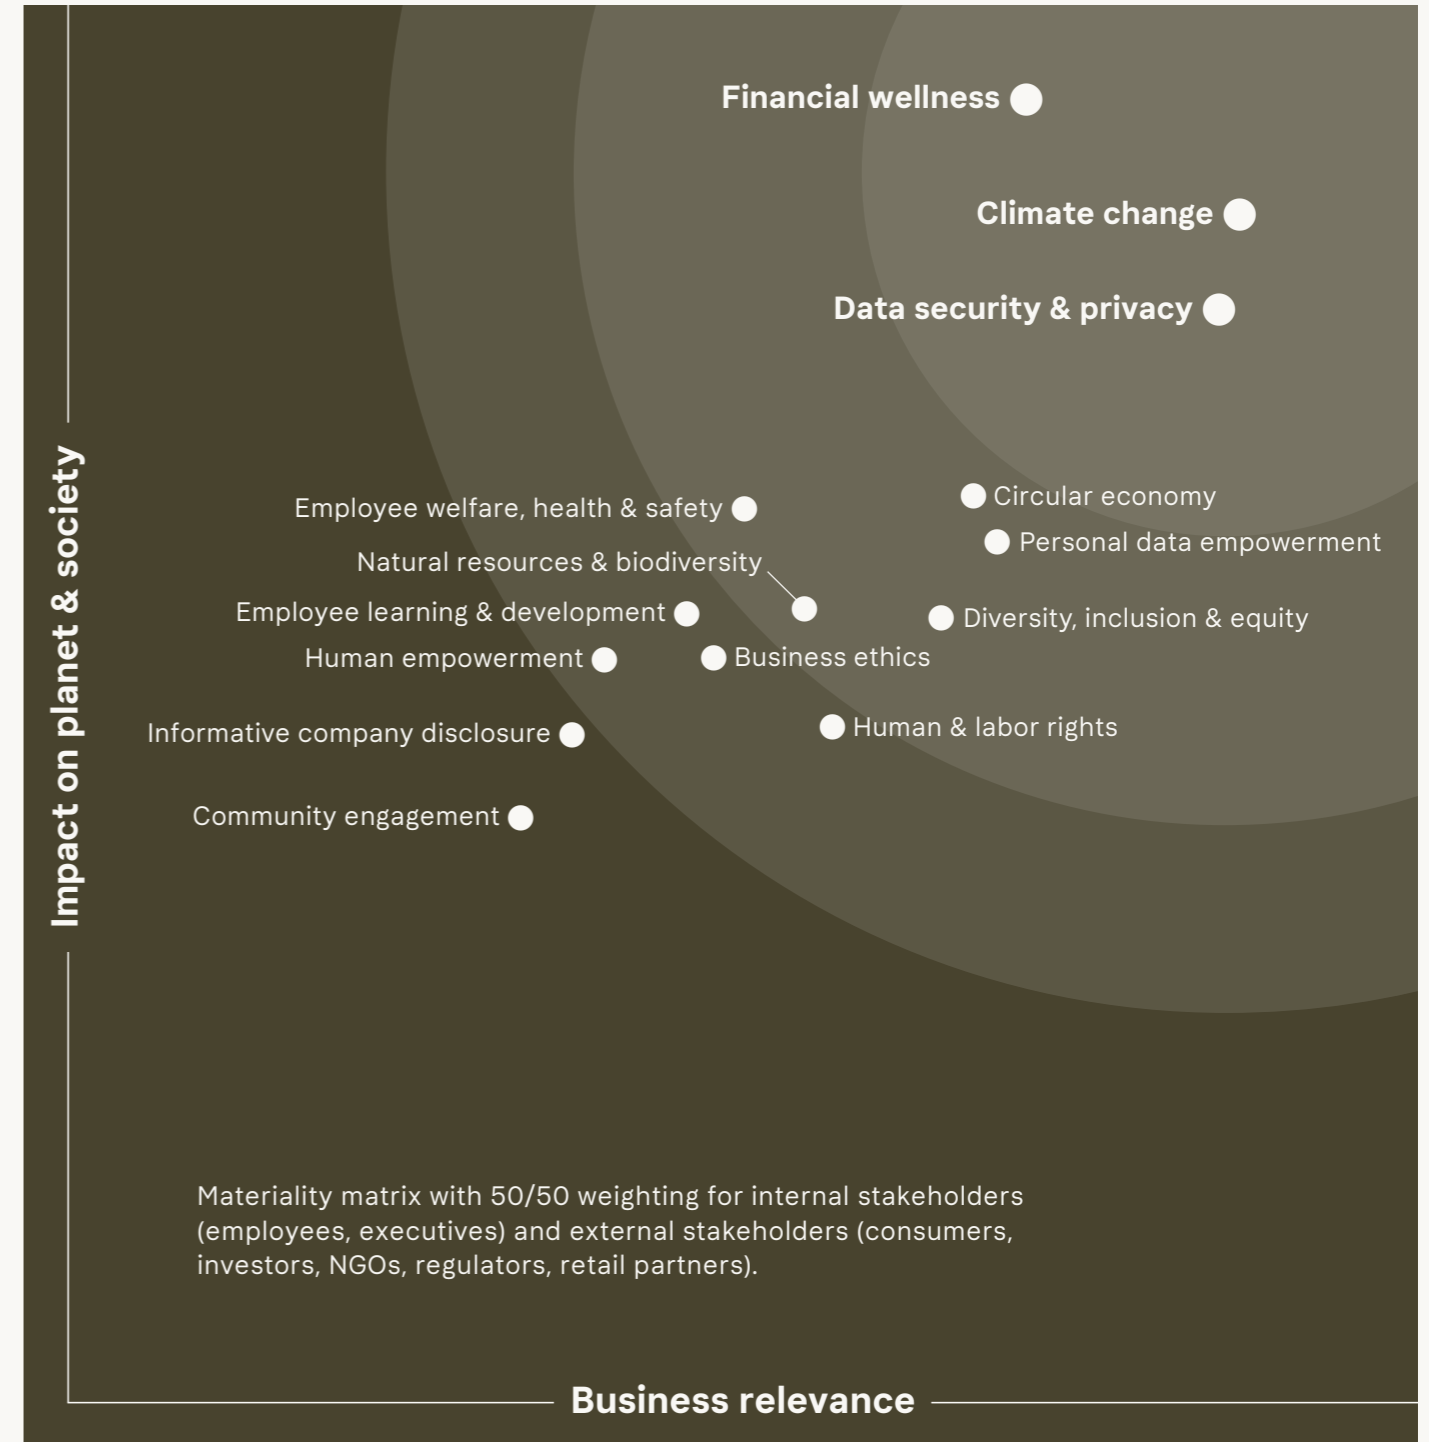 Financial wellness
Climate change
Data security & privacy
Circular economy
Employee welfare, health & safety
Personal data empowerment
Natural resources & biodiversity
Employee learning & development
Diversity, inclusion & equity
Human empowerment
Business ethics
Human & labor rights
Informative company disclosure
Community engagement
Impact on planet & society
Materiality matrix with 50/50 weighting for internal stakeholders
(employees, executives) and external stakeholders (consumers,
investors, NGOs, regulators, retail partners).
Business relevance